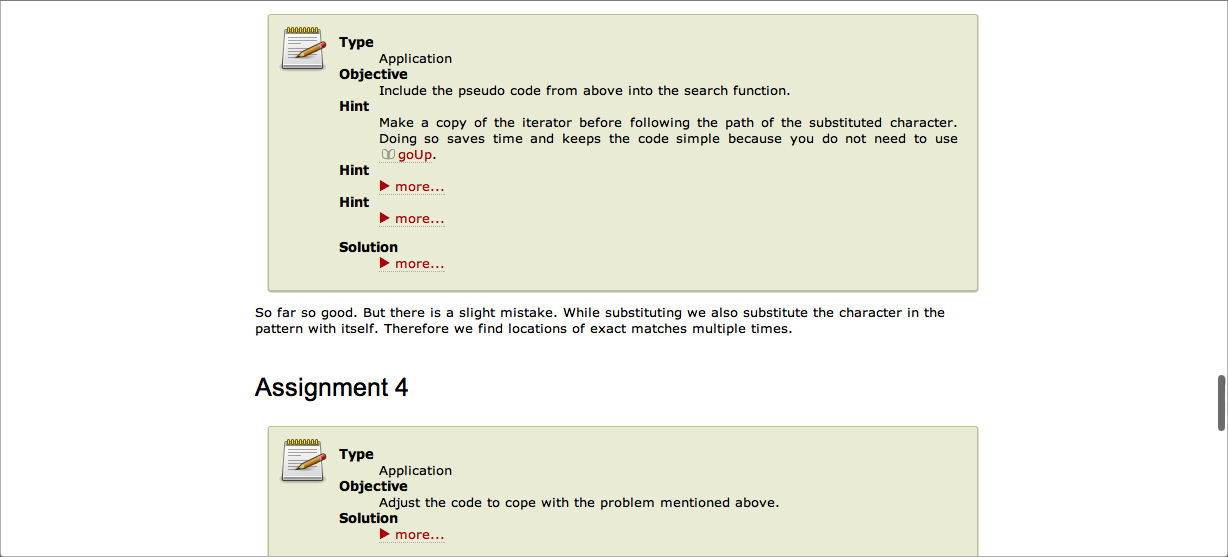 Type
Application
Objective
Include the pseudo code from above into the search function.
Hint
Make a copy of the iterator before following the path of the substituted character.
Doing so saves time and keeps the code simple because you do not need to use
goUp.
Hint
more...
Hint
more...
Solution
more...
So far so good. But there is a slight mistake. While substituting we also substitute the character in the
pattern with itself. Therefore we find locations of exact matches multiple times.
Assignment 4
Type
Application
Objective
Adjust the code to cope with the problem mentioned above.
Solution
more...